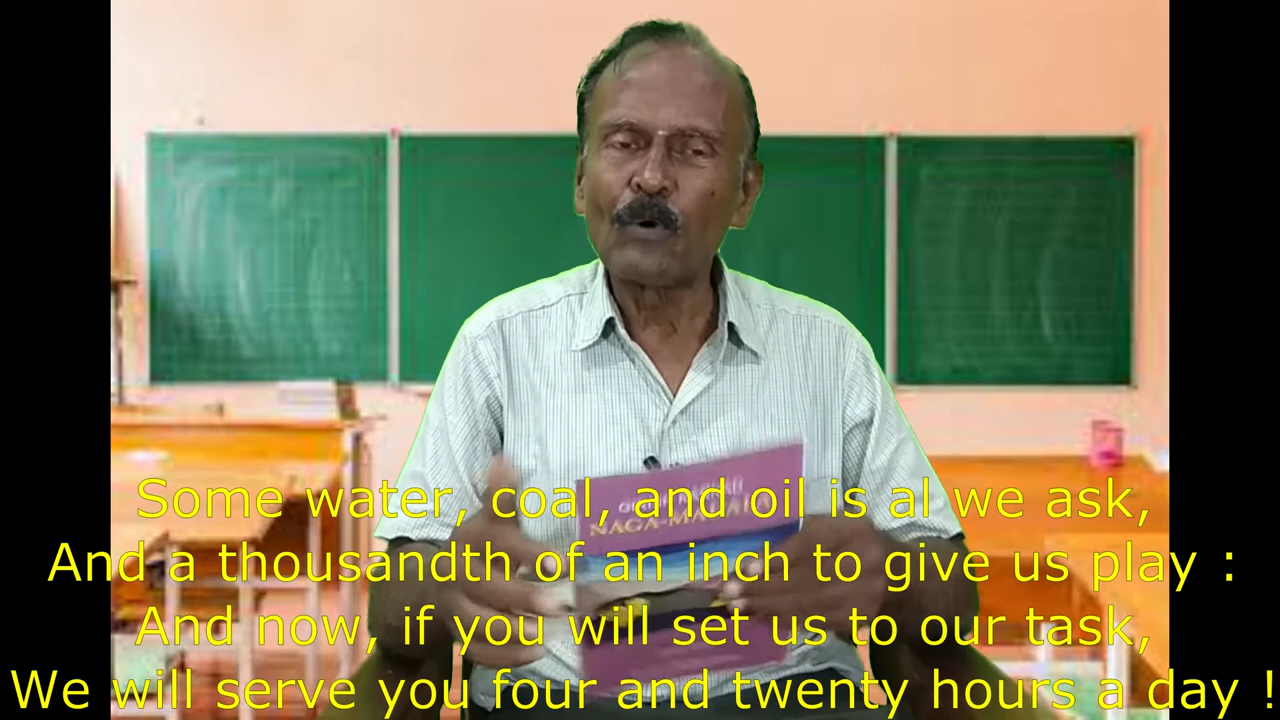 NAGA-MA
Some water, coal, and oil is al we ask,
And a thousandth of an inch to give us play :
And now, if you will set us to our task,
We will serve you four and twenty hours a day !